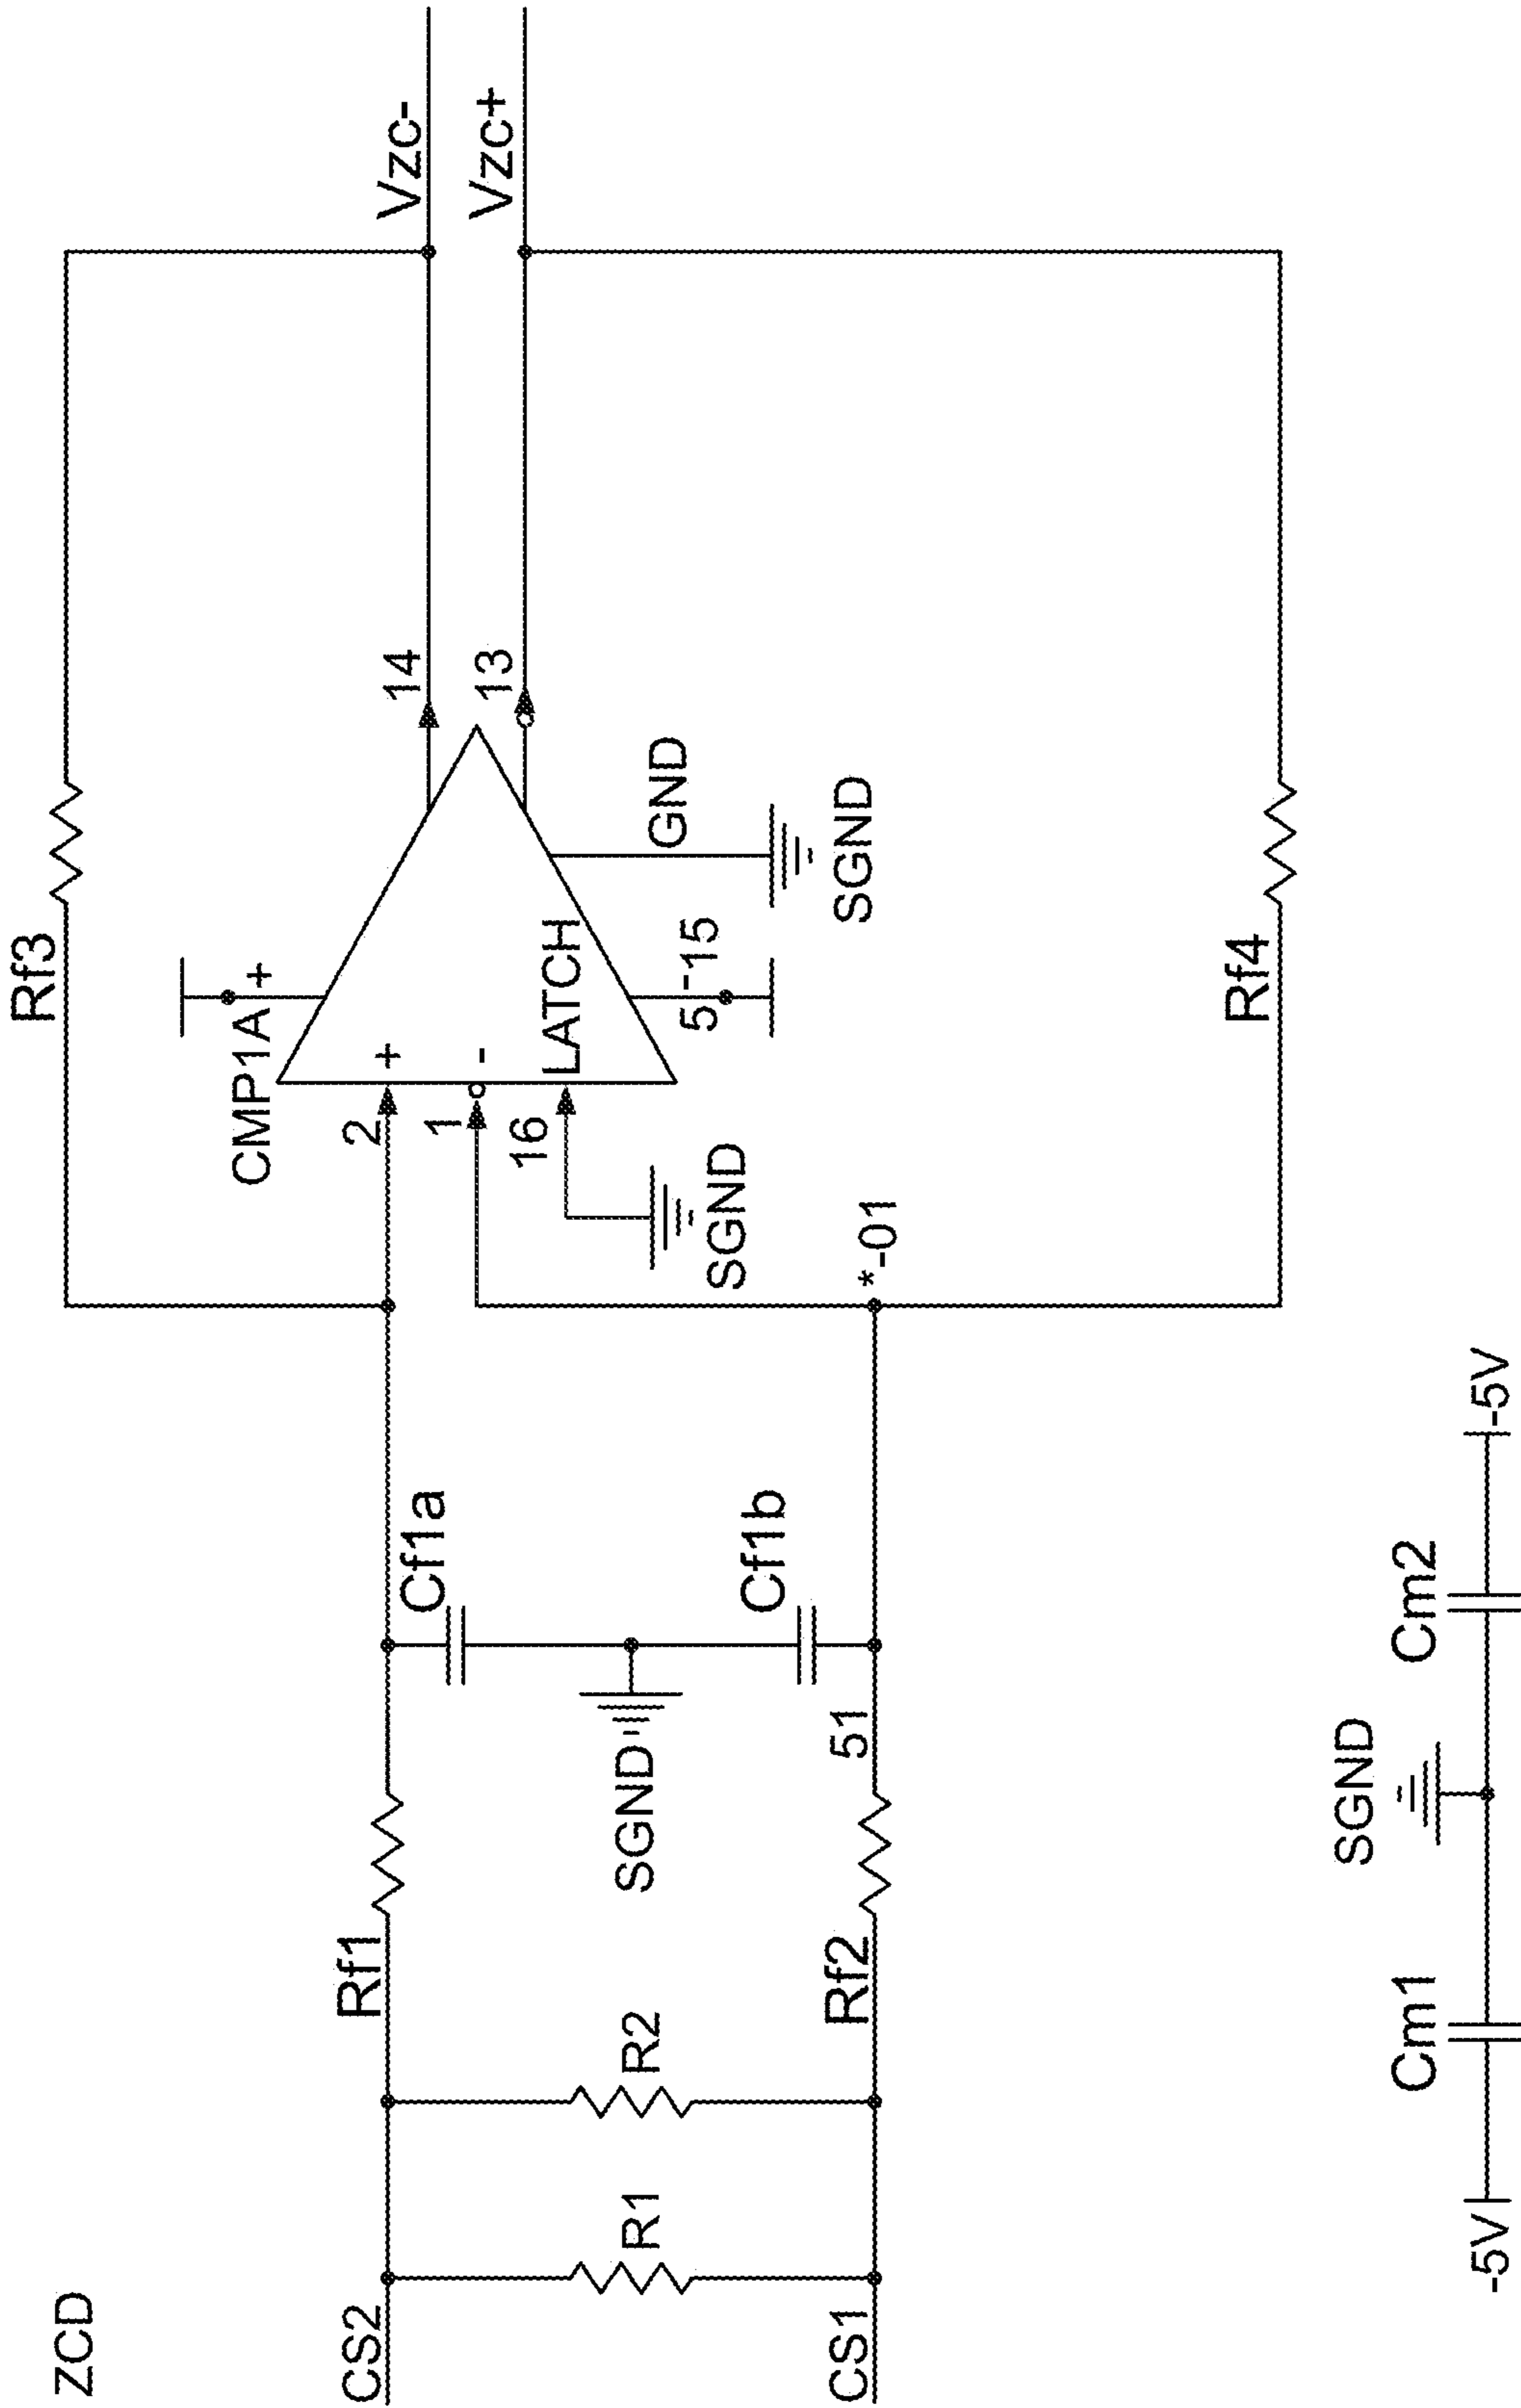 ZCD
Rf3
CMP1A +
14
Vzc-
CS2
Rf1
Cf1a
2
+
1
-
13
Vzc+
16
LATCH
GND
R1
R2
SGND
SGND
5 -15
SGND
Cf1b
CS1
Rf2
51
*-01
Rf4
SGND
-5V
Cm1
Cm2
-5V